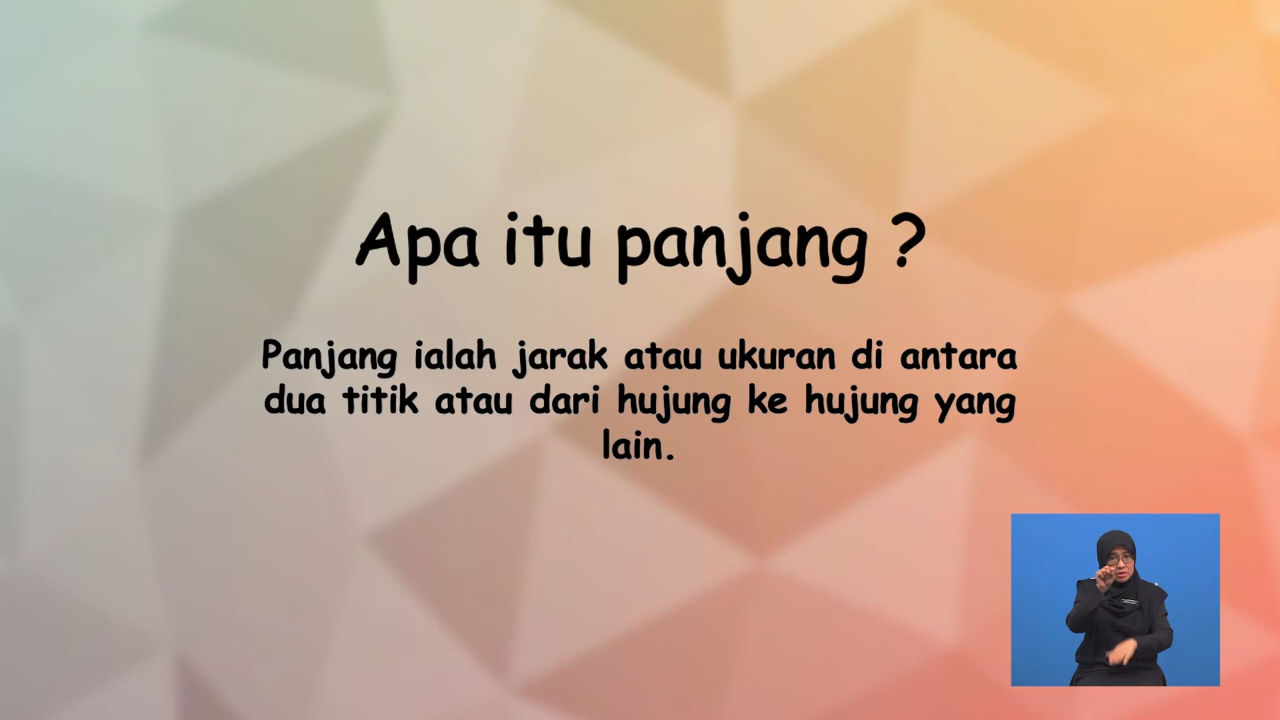 Apa itu panjang ?
Panjang ialah jarak atau ukuran di antara
dua titik atau dari hujung ke hujung yang
lain.